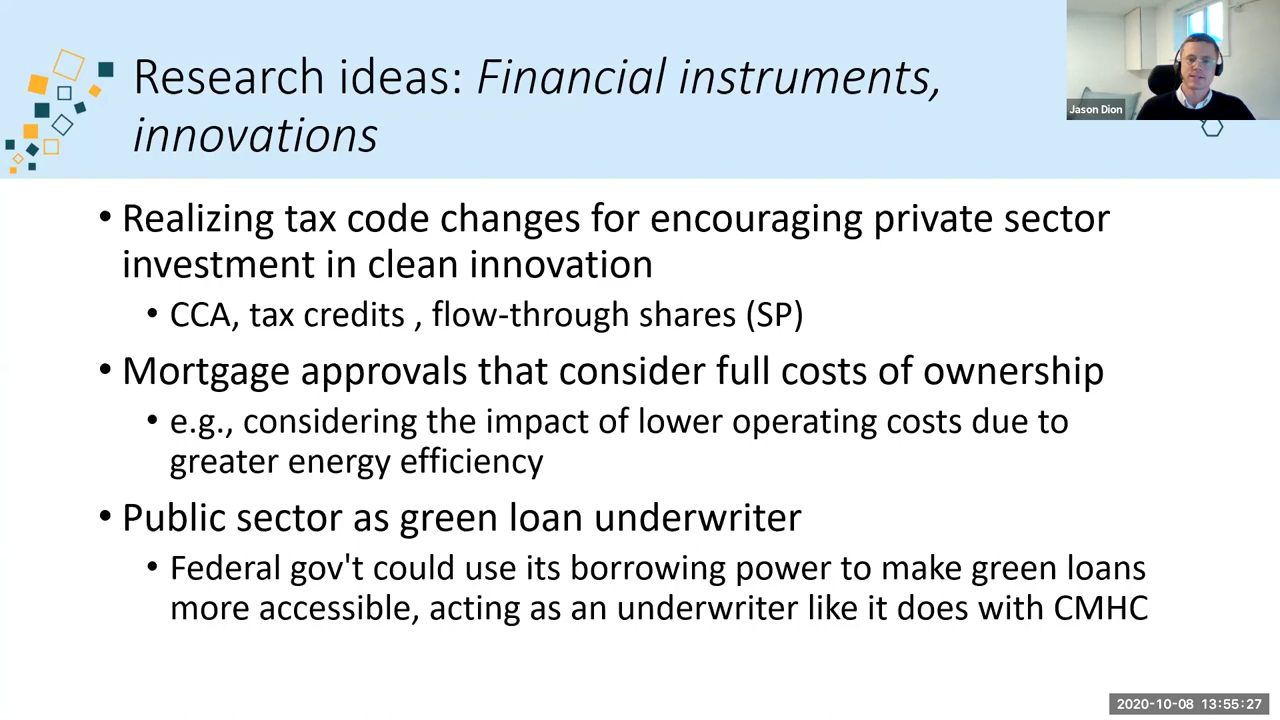 Research ideas: Financial instruments,
innovations
Jason Dion
• Realizing tax code changes for encouraging private sector
investment in clean innovation
• CCA, tax credits , flow-through shares (SP)
• Mortgage approvals that consider full costs of ownership
• e.g., considering the impact of lower operating costs due to
greater energy efficiency
• Public sector as green loan underwriter
• Federal gov't could use its borrowing power to make green loans
more accessible, acting as an underwriter like it does with CMHC
2020-10-08 13:55:27